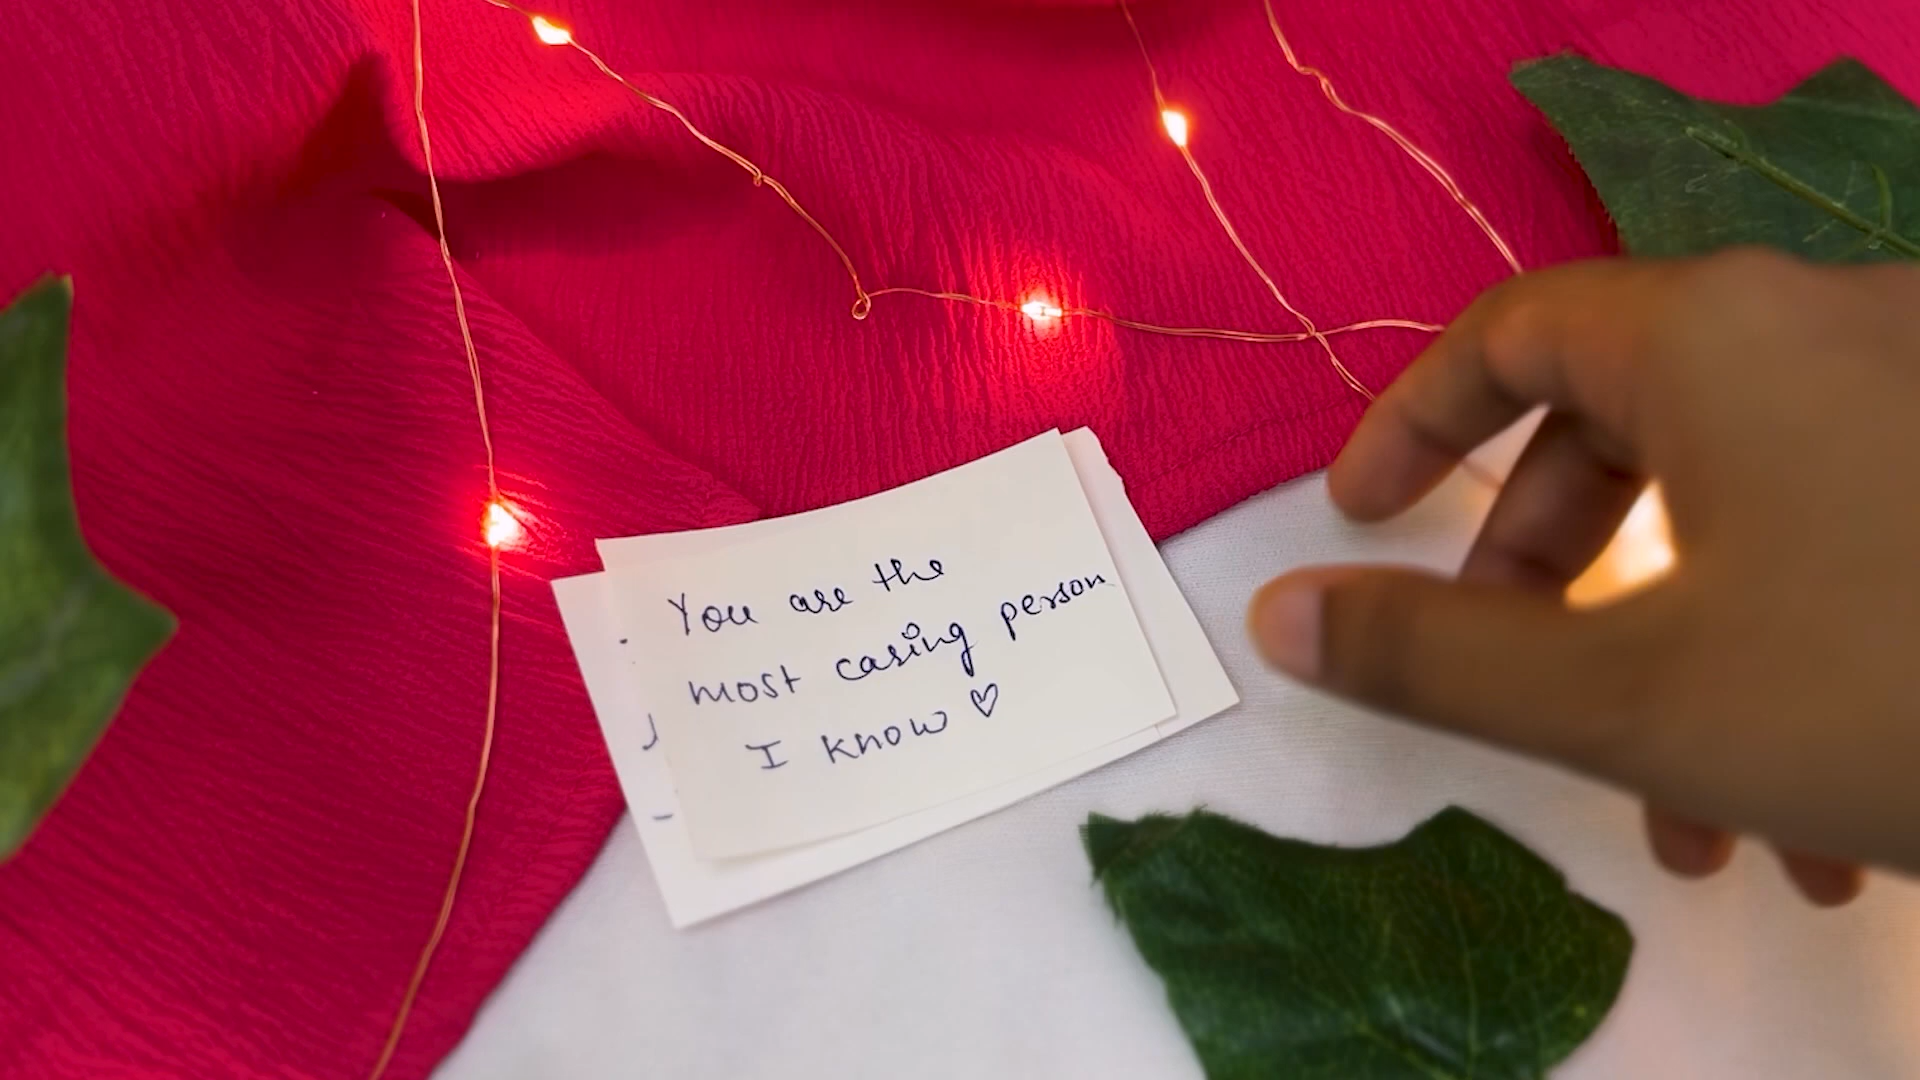 You are the
most caring person
I know ♡